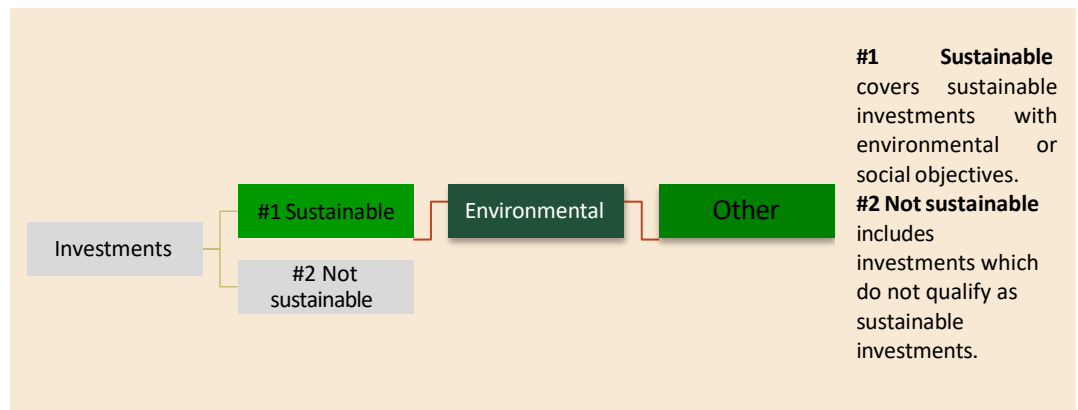 Investments
#1 Sustainable
#2 Not
sustainable
Environmental
Other
#1 Sustainable
covers sustainable
investments with
environmental or
social objectives.
#2 Not sustainable
includes
investments which
do not qualify as
sustainable
investments.